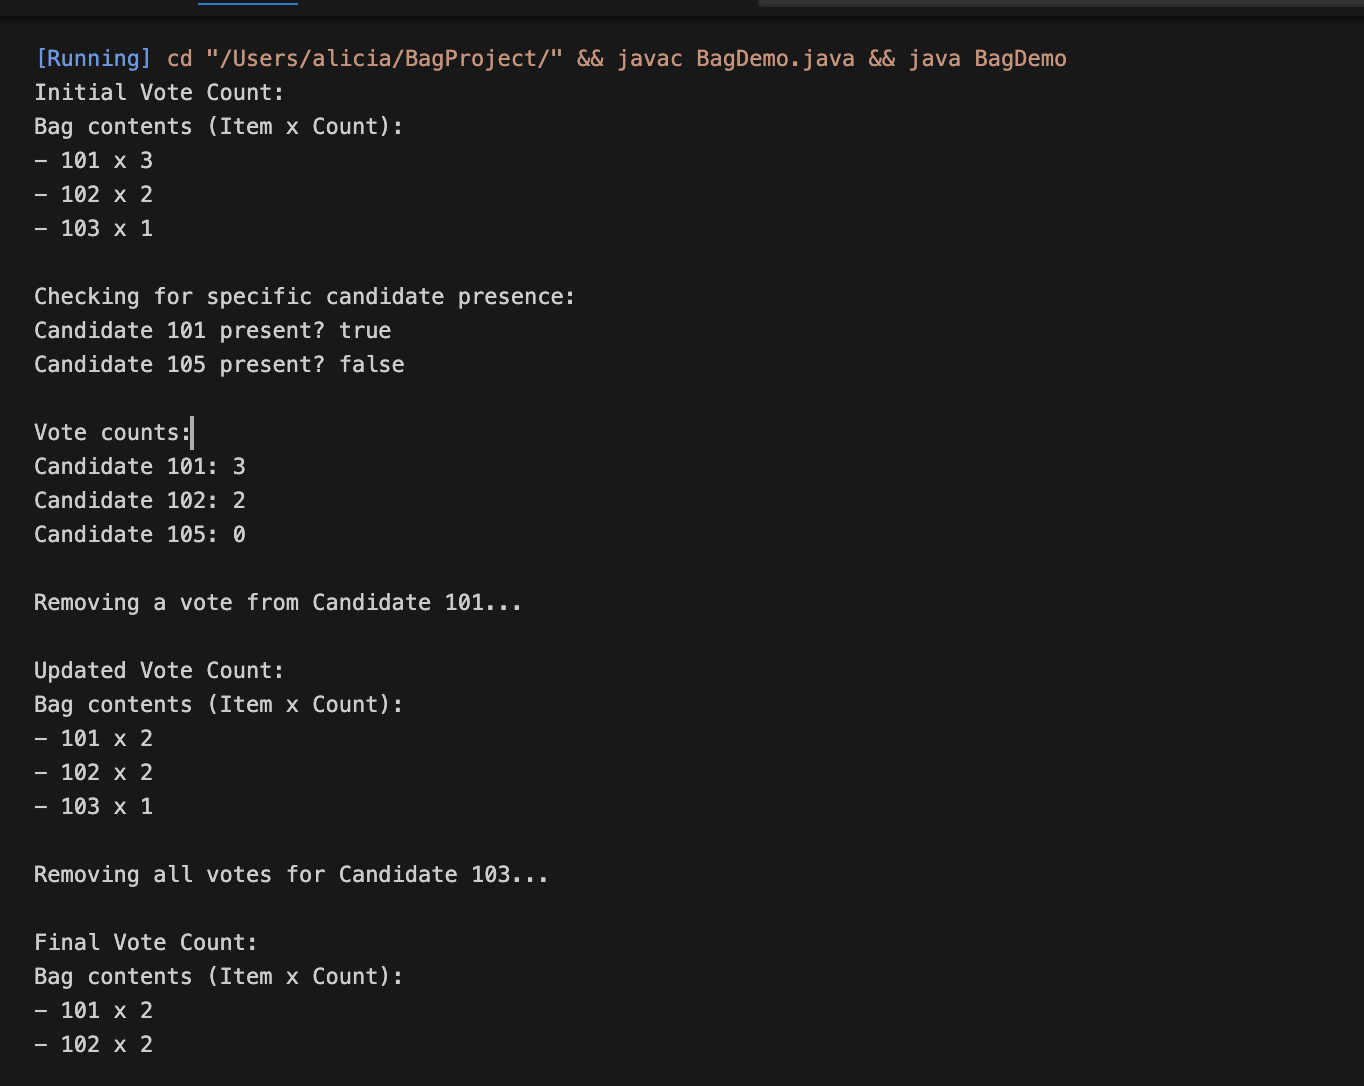 [Running] cd "/Users/alicia/BagProject/" && javac BagDemo.java && java BagDemo
Initial Vote Count:
Bag contents (Item x Count):
- 101 x 3
- 102 x 2
- 103 x 1
Checking for specific candidate presence:
Candidate 101 present? true
Candidate 105 present? false
Vote counts:
Candidate 101: 3
Candidate 102: 2
Candidate 105: 0
Removing a vote from Candidate 101...
Updated Vote Count:
Bag contents (Item x Count):
- 101 x 2
- 102 x 2
- 103 x 1
Removing all votes for Candidate 103...
Final Vote Count:
Bag contents (Item x Count):
- 101 x 2
- 102 x 2